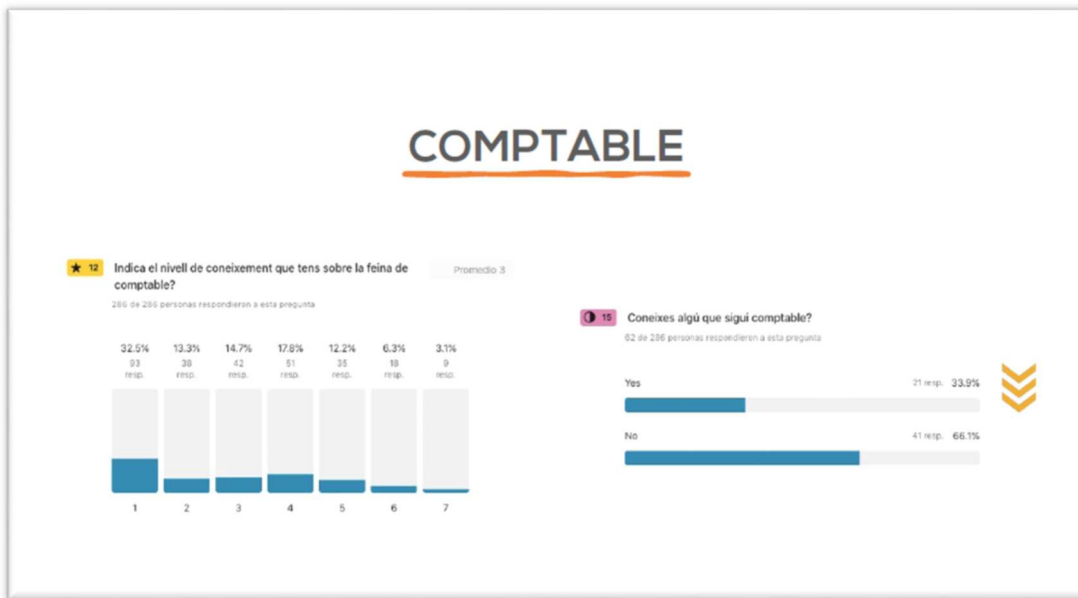 COMPTABLE
★ 12 Indica el nivell de coneixement que tens sobre la feina de
comptable?
Promedio 3
286 de 286 personas respondieron a esta pregunta
32.5% 13.3% 14.7% 17.8% 12.2% 6.3% 3.1%
93 38 42 51 35 18 9
resp. resp. resp. resp. resp. resp. resp.
1 2 3 4 5 6 7
15 Coneixes algú que sigui comptable?
62 de 286 personas respondieron a esta pregunta
Yes 21 resp. 33.9%
No 41 resp. 66.1%